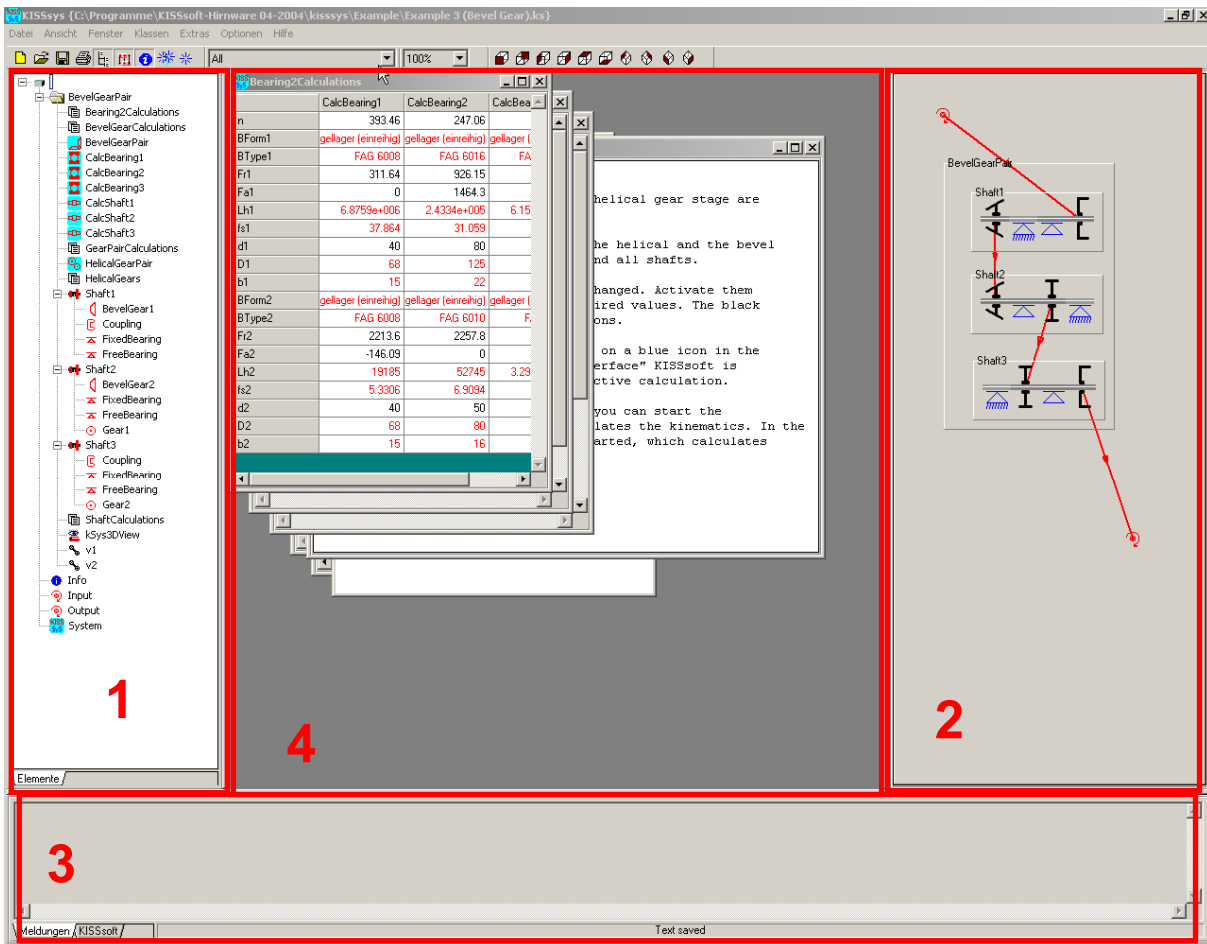 KISSsys {C:\Programme\KISSsoft-Hirnware 04-2004\kisssys\Example\Example 3 (Bevel Gear).ks}
Datei Ansicht Fenster Klassen Extras Optionen Hilfe
All 100%
BevelGearPair
Bearing2Calculations
BevelGearCalculations
BevelGearPair
CalcBearing1
CalcBearing2
CalcBearing3
CalcShaft1
CalcShaft2
CalcShaft3
GearPairCalculations
HelicalGearPair
HelicalGears
Shaft1
BevelGear1
Coupling
FixedBearing
FreeBearing
Shaft2
BevelGear2
FixedBearing
FreeBearing
Gear1
Shaft3
Coupling
FixedBearing
FreeBearing
Gear2
ShaftCalculations
kSys3DView
v1
v2
Info
Input
Output
System
1
Elemente
Bearing2Calculations
CalcBearing1 CalcBearing2 CalcBea
n 393.46 247.06
BForm1 gellager (einreihig) gellager (einreihig) gellager (
BType1 FAG 6008 FAG 6016 FA
Fr1 311.64 926.15
Fa1 0 1464.3
Lh1 6.8759e+006 2.4334e+005 6.15
fs1 37.864 31.059
d1 40 80
D1 68 125
b1 15 22
BForm2 gellager (einreihig) gellager (einreihig) gellager (
BType2 FAG 6008 FAG 6010 F
Fr2 2213.6 2257.8
Fa2 -146.09 0
Lh2 19185 52745 3.29
fs2 5.3306 6.9094
d2 40 50
D2 68 80
b2 15 16
helical gear stage are
he helical and the bevel
nd all shafts.
hanged. Activate them
ired values. The black
ons.
on a blue icon in the
erface" KISSsoft is
ctive calculation.
you can start the
lates the kinematics. In the
arted, which calculates
4
BevelGearPair
Shaft1
Shaft2
Shaft3
2
3
Meldungen KISSsoft Text saved